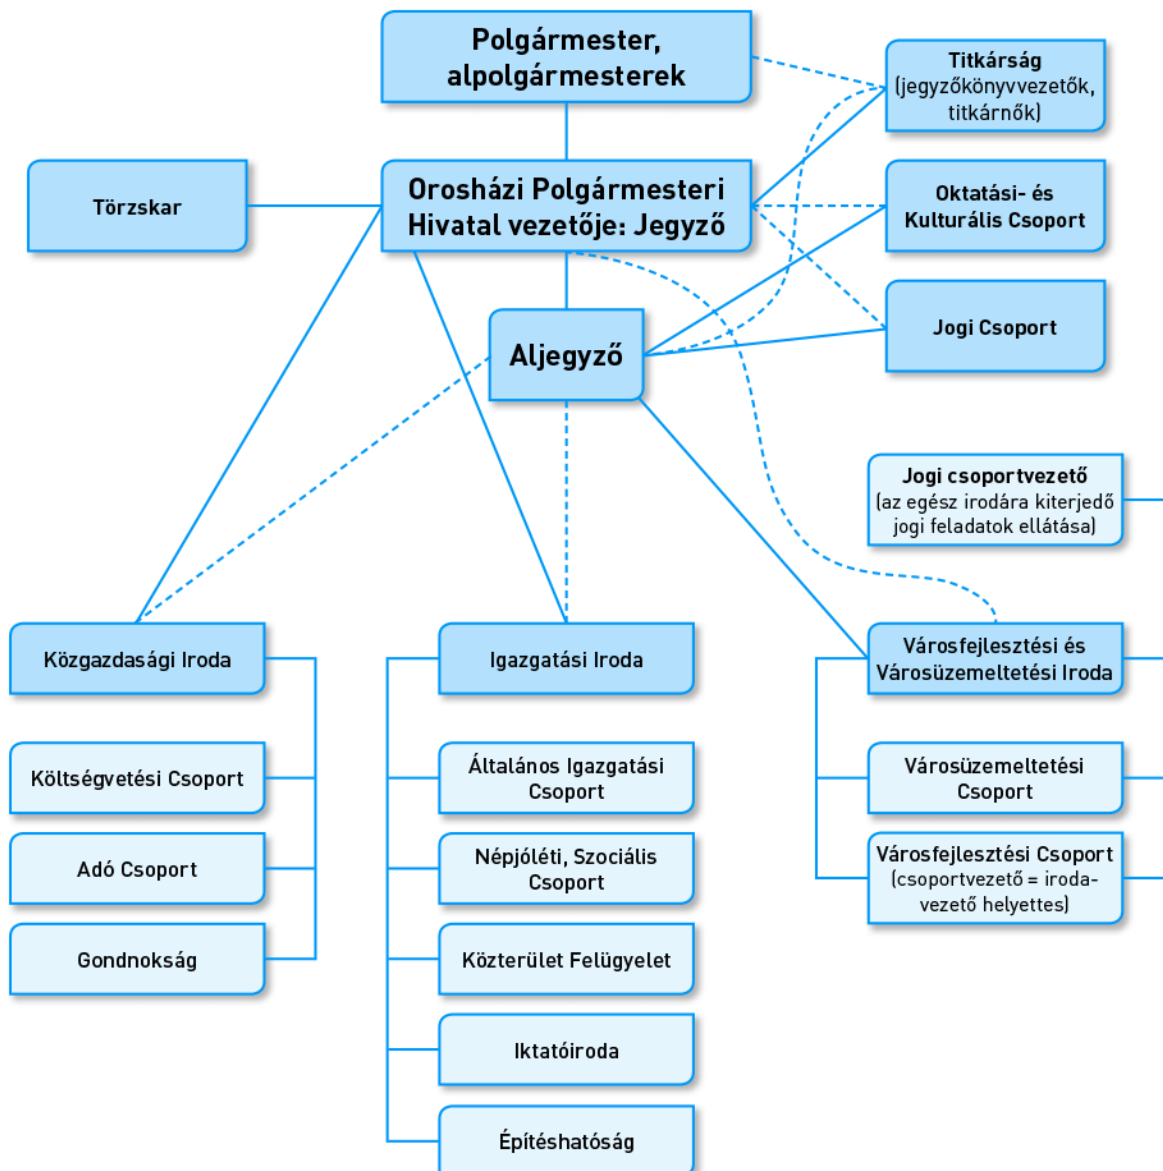 Polgármester,
alpolgármesterek
Titkárság
(jegyzőkönyvvezetők,
titkárnők)
Törzskar
Orosházi Polgármesteri
Hivatal vezetője: Jegyző
Oktatási- és
Kulturális Csoport
Jogi Csoport
Aljegyző
Jogi csoportvezető
(az egész irodára kiterjedő
jogi feladatok ellátása)
Közgazdasági Iroda
Költségvetési Csoport
Adó Csoport
Gondnokság
Igazgatási Iroda
Általános Igazgatási
Csoport
Népjóléti, Szociális
Csoport
Közterület Felügyelet
Iktatóiroda
Építéshatóság
Városfejlesztési és
Városüzemeltetési Iroda
Városüzemeltetési
Csoport
Városfejlesztési Csoport
(csoportvezető = iroda-
vezető helyettes)